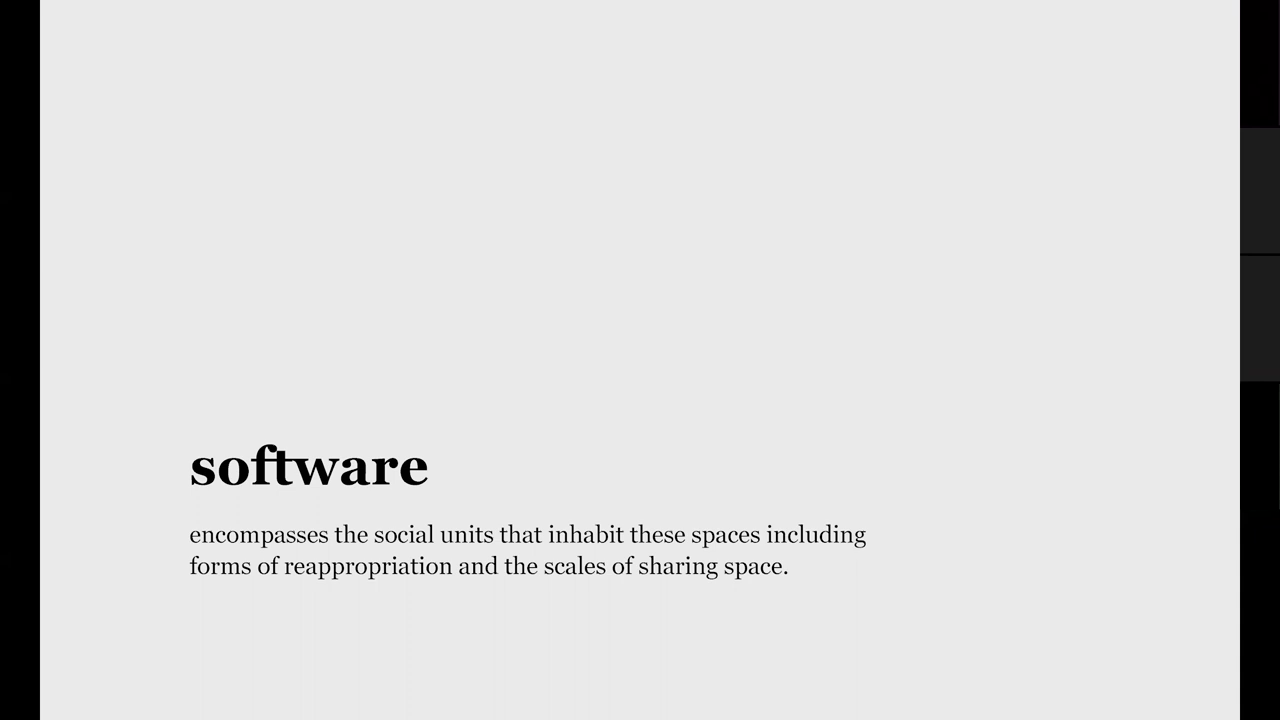 software
encompasses the social units that inhabit these spaces including
forms of reappropriation and the scales of sharing space.